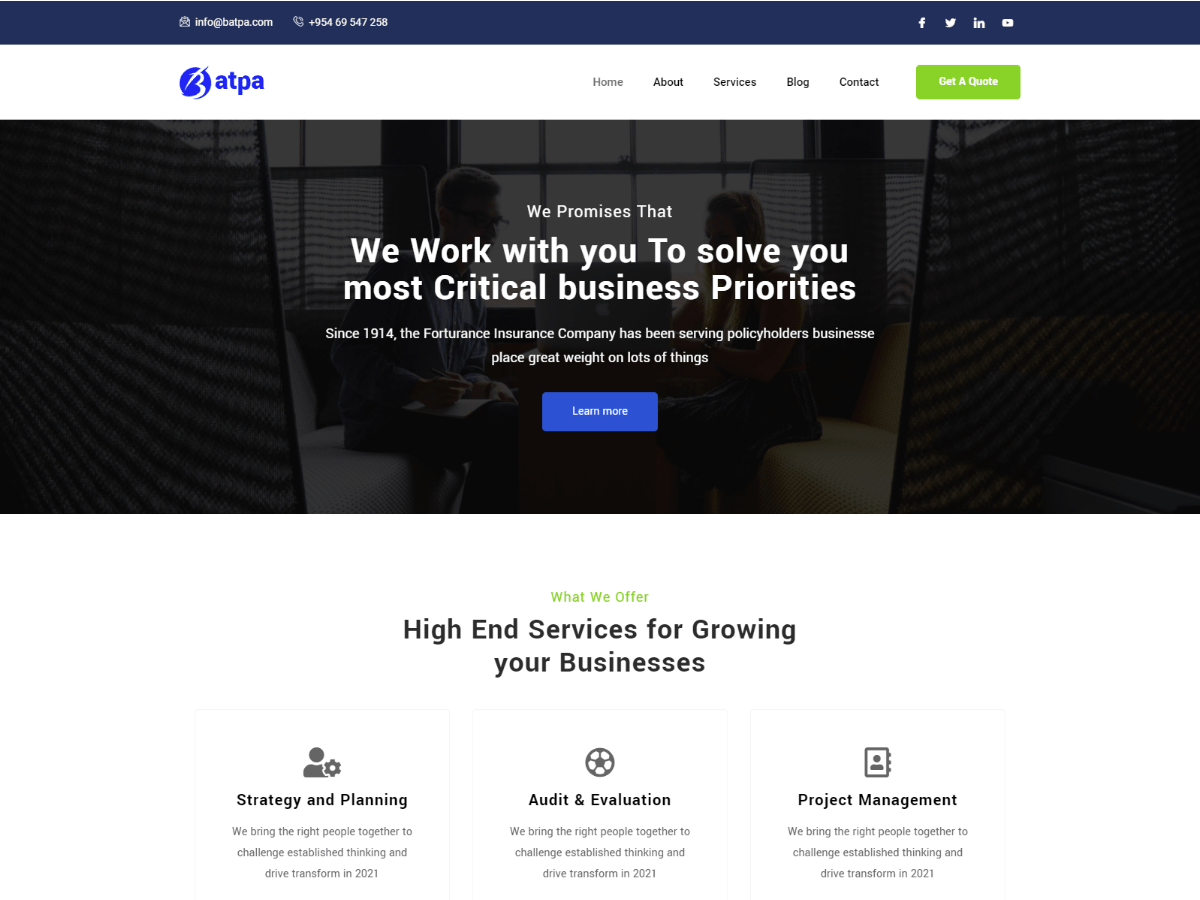 info@batpa.com +954 69 547 258
Batpa
Home About Services Blog Contact Get A Quote
We Promises That
We Work with you To solve you
most Critical business Priorities
Since 1914, the Forturance Insurance Company has been serving policyholders businesse
place great weight on lots of things
Learn more
What We Offer
High End Services for Growing
your Businesses
Strategy and Planning Audit & Evaluation Project Management
We bring the right people together to We bring the right people together to We bring the right people together to
challenge established thinking and challenge established thinking and challenge established thinking and
drive transform in 2021 drive transform in 2021 drive transform in 2021